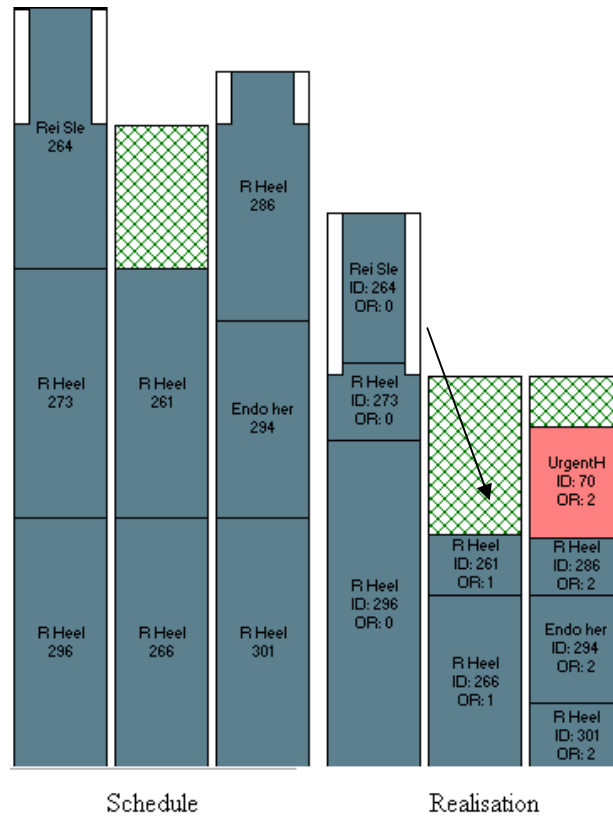 Rei Sle
264
R Heel
273
R Heel
296
R Heel
261
R Heel
266
R Heel
286
Endo her
294
R Heel
301
Rei Sle
ID: 264
OR: 0
R Heel
ID: 273
OR: 0
R Heel
ID: 296
OR: 0
R Heel
ID: 261
OR: 1
R Heel
ID: 266
OR: 1
UrgentH
ID: 70
OR: 2
R Heel
ID: 286
OR: 2
Endo her
ID: 294
OR: 2
R Heel
ID: 301
OR: 2
Schedule
Realisation